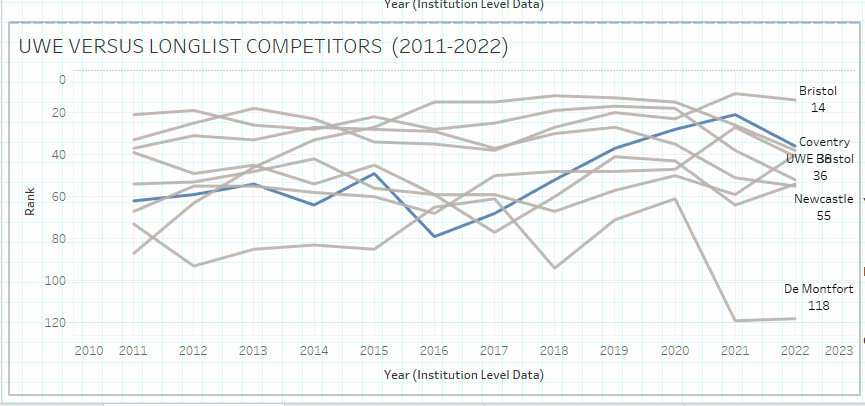 Year (Institution Level Data)
UWE VERSUS LONGLIST COMPETITORS (2011-2022)
0
20
40
60
80
100
120
Rank
Bristol
14
Coventry
UWE Bristol
36
Newcastle
55
De Montfort
118
2010 2011 2012 2013 2014 2015 2016 2017 2018 2019 2020 2021 2022 2023
Year (Institution Level Data)